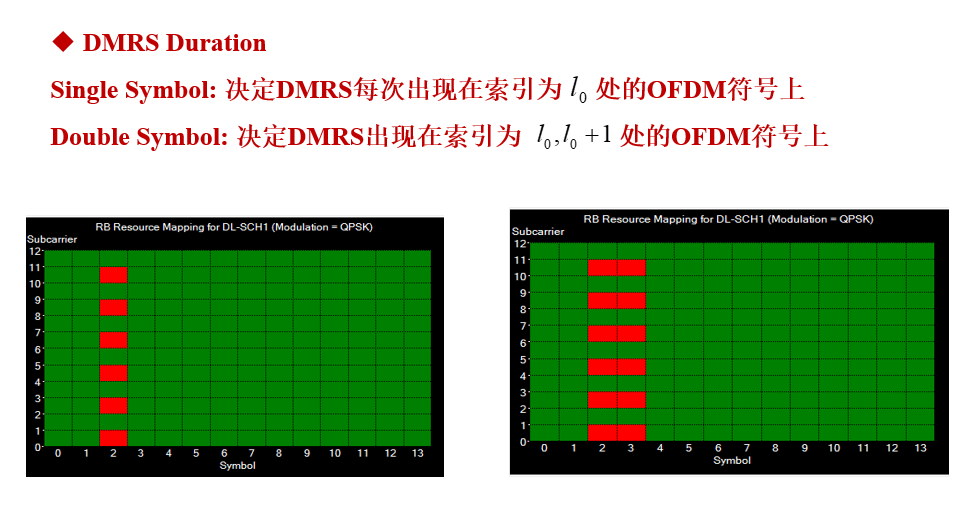 ◆ DMRS Duration
Single Symbol: 决定DMRS每次出现在索引为 l₀ 处的OFDM符号上
Double Symbol: 决定DMRS出现在索引为 l₀,l₀+1 处的OFDM符号上
RB Resource Mapping for DL-SCH1 (Modulation = QPSK)
Subcarrier
12
11
10
9
8
7
6
5
4
3
2
1
0
0 1 2 3 4 5 6 7 8 9 10 11 12 13
Symbol
RB Resource Mapping for DL-SCH1 (Modulation = QPSK)
Subcarrier
12
11
10
9
8
7
6
5
4
3
2
1
0
0 1 2 3 4 5 6 7 8 9 10 11 12 13
Symbol